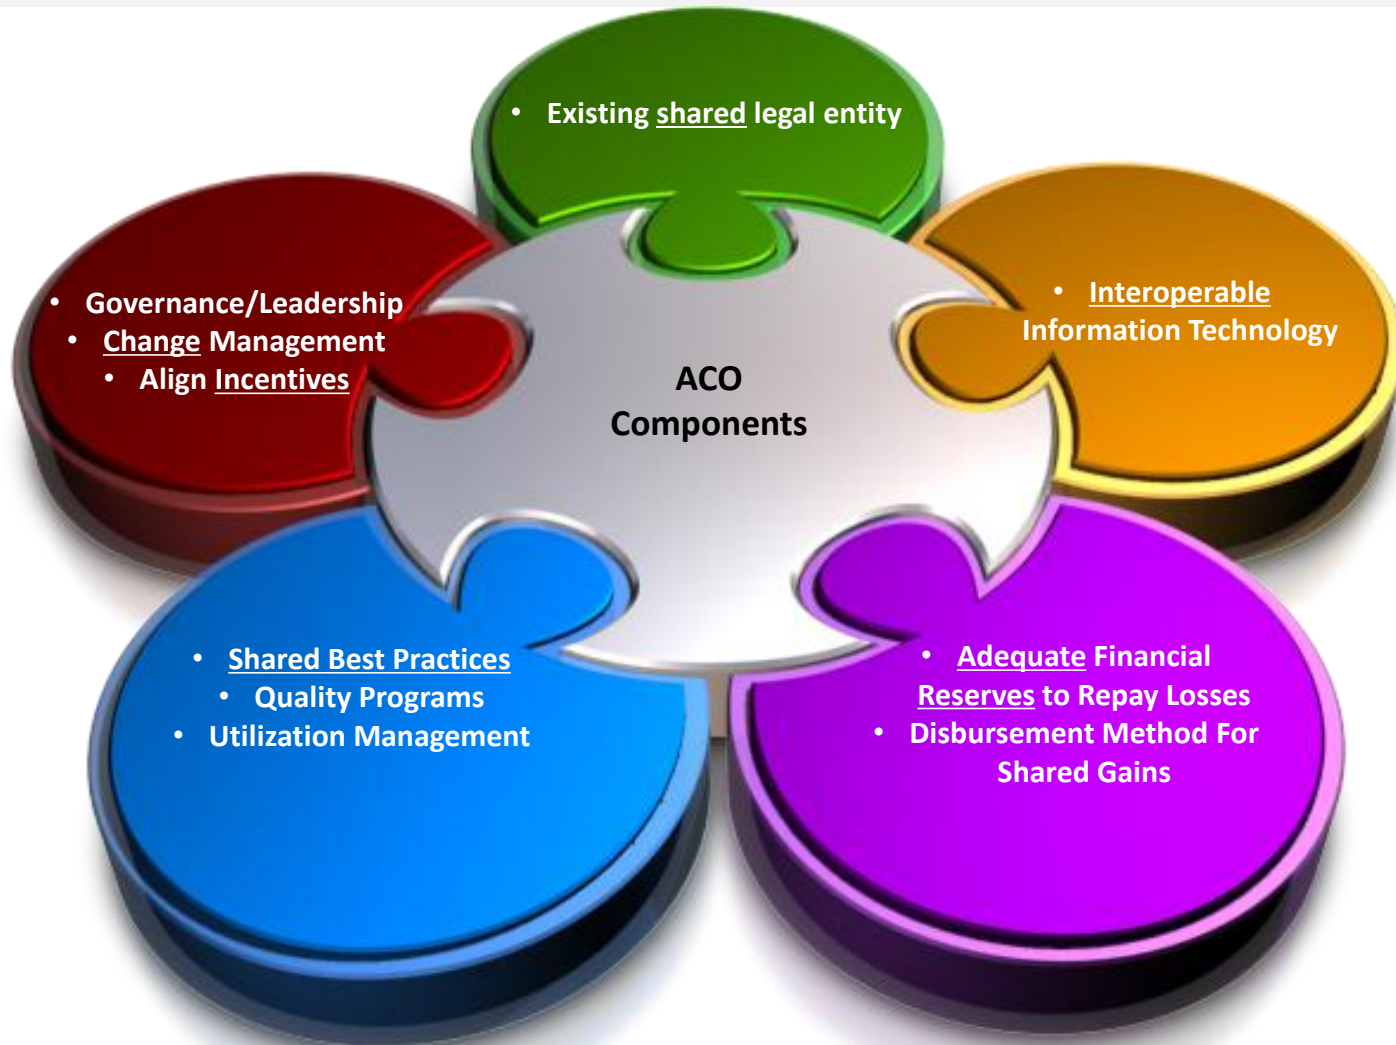 • Existing shared legal entity
• Governance/Leadership
• Change Management
• Align Incentives
• Interoperable
Information Technology
ACO
Components
• Shared Best Practices
• Quality Programs
• Utilization Management
• Adequate Financial
Reserves to Repay Losses
• Disbursement Method For
Shared Gains